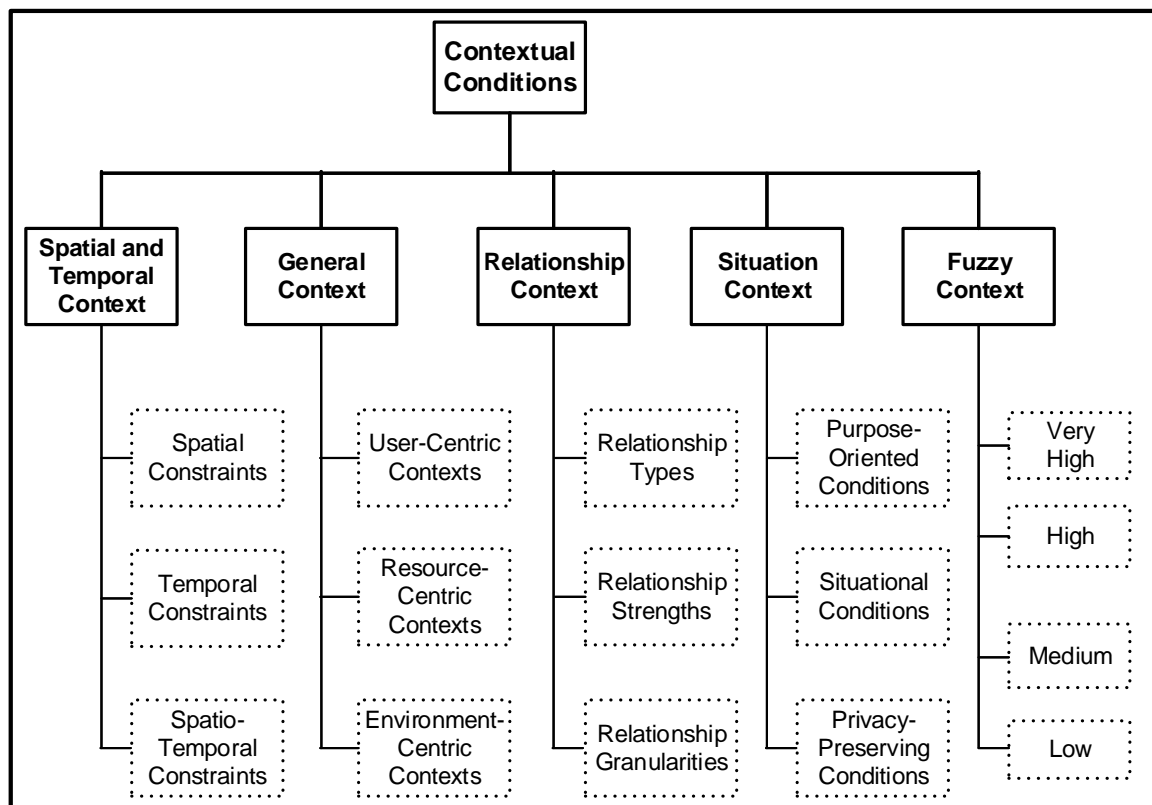 Contextual
Conditions
Spatial and
Temporal
Context
General
Context
Relationship
Context
Situation
Context
Fuzzy
Context
Spatial
Constraints
Temporal
Constraints
Spatio-
Temporal
Constraints
User-Centric
Contexts
Resource-
Centric
Contexts
Environment-
Centric
Contexts
Relationship
Types
Relationship
Strengths
Relationship
Granularities
Purpose-
Oriented
Conditions
Situational
Conditions
Privacy-
Preserving
Conditions
Very
High
High
Medium
Low